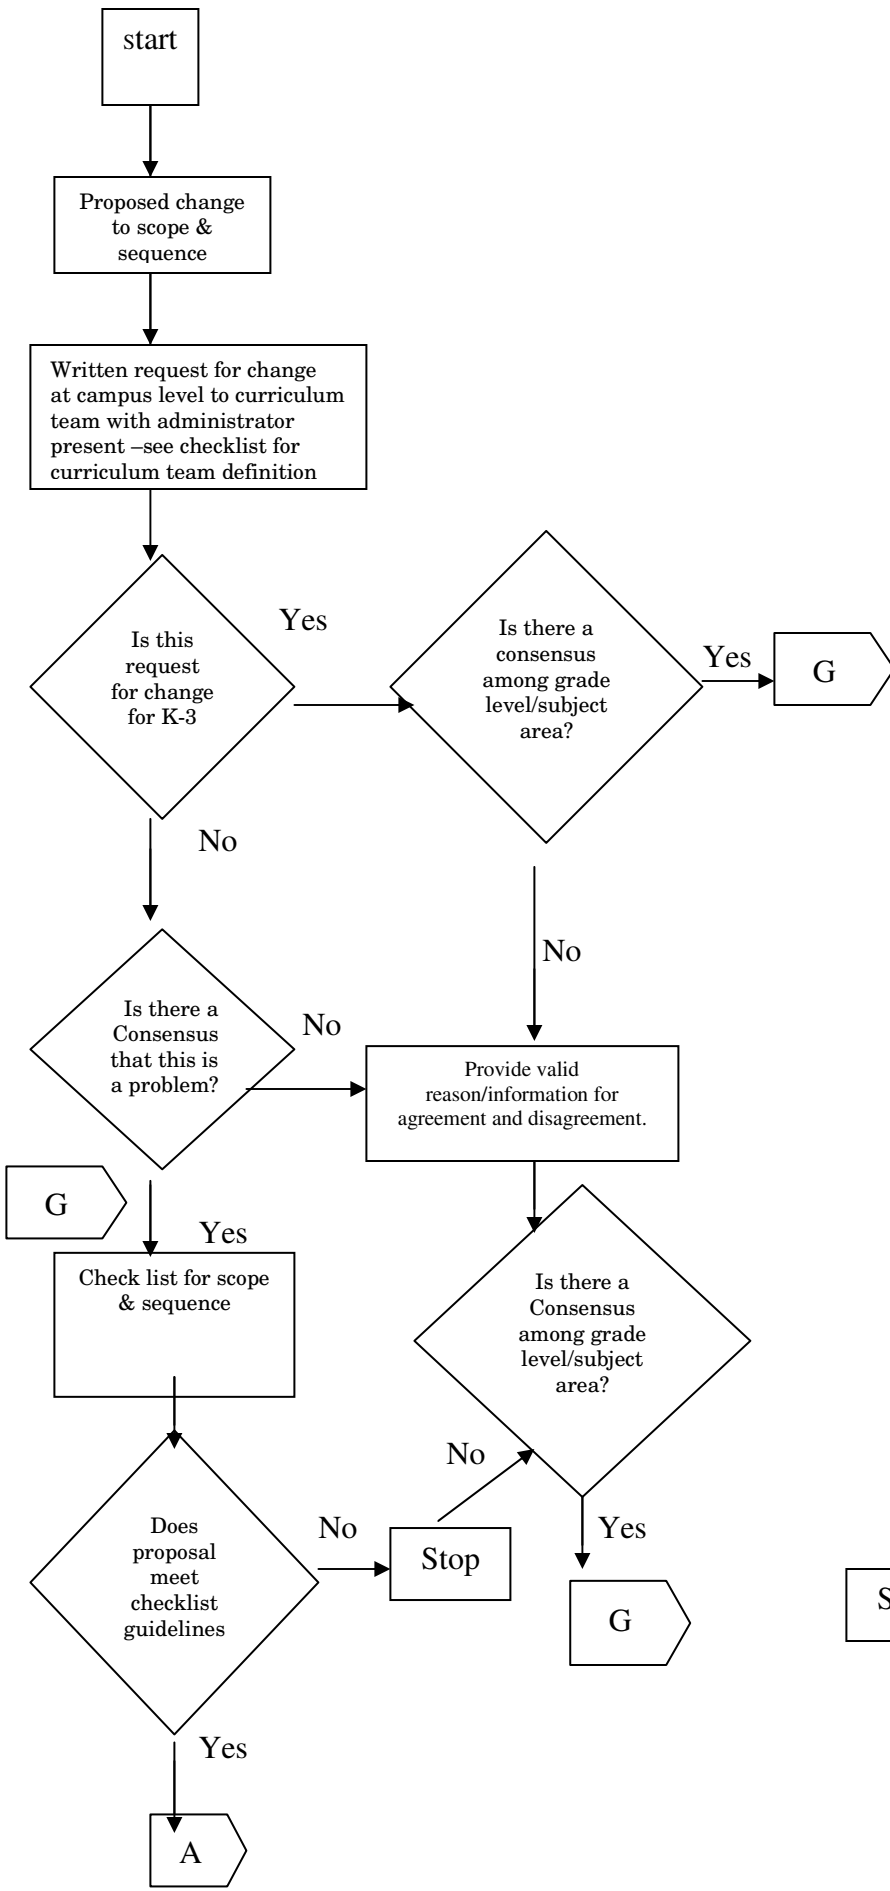 start
Proposed change
to scope &
sequence
Written request for change
at campus level to curriculum
team with administrator
present –see checklist for
curriculum team definition
Is this
request
for change
for K-3
Yes
Is there a
consensus
among grade
level/subject
area?
Yes
G
No
No
Is there a
Consensus
that this is
a problem?
No
Provide valid
reason/information for
agreement and disagreement.
G
Yes
Check list for scope
& sequence
Is there a
Consensus
among grade
level/subject
area?
No
Does
proposal
meet
checklist
guidelines
No
Stop
Yes
G
Yes
A